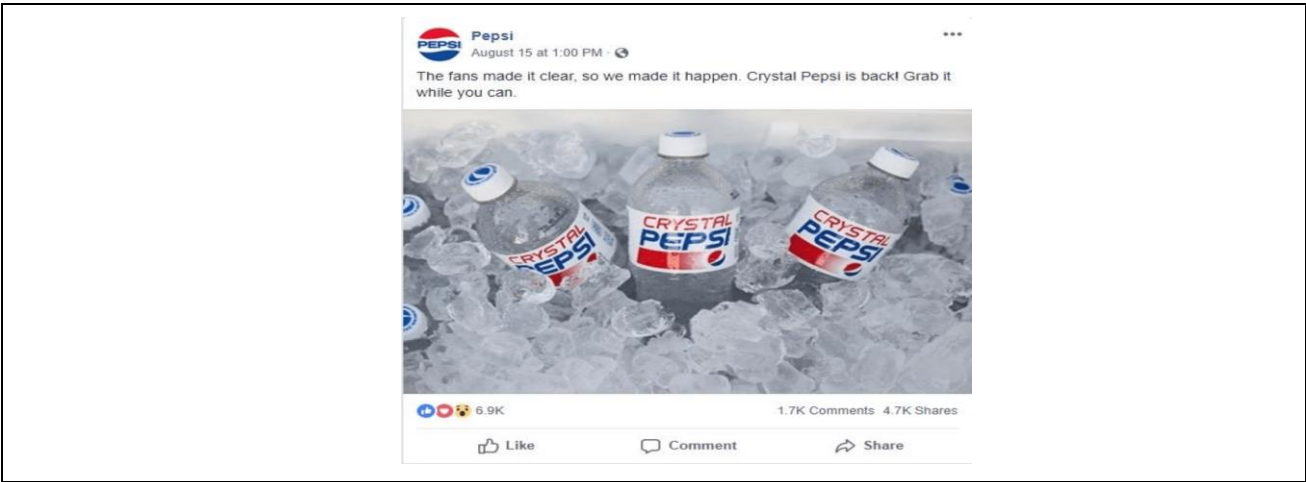 PEPSI
Pepsi
August 15 at 1:00 PM ·
The fans made it clear, so we made it happen. Crystal Pepsi is back! Grab it
while you can.
CRYSTAL
PEPSI
CRYSTAL
PEPSI
CRYSTAL
PEPSI
6.9K
1.7K Comments 4.7K Shares
Like
Comment
Share